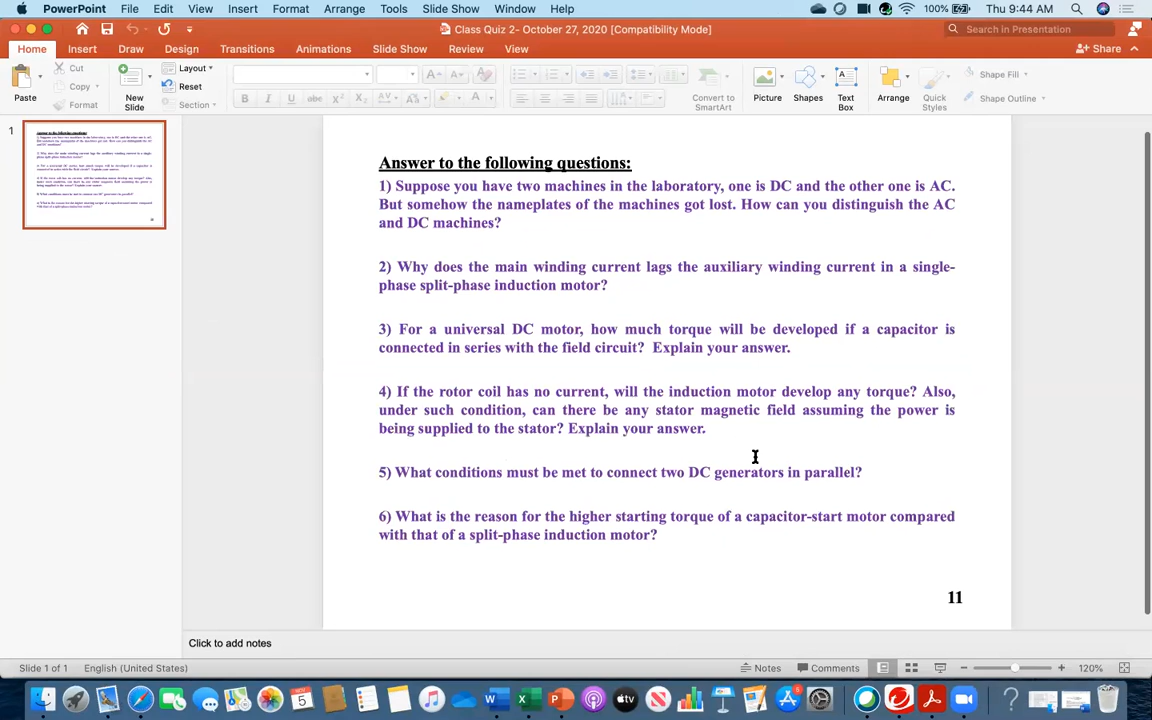 PowerPoint File Edit View Insert Format Arrange Tools Slide Show Window Help 100% Thu 9:44 AM
Class Quiz 2- October 27, 2020 [Compatibility Mode] Search in Presentation
Home Insert Draw Design Transitions Animations Slide Show Review View Share
Paste Cut Copy Format New Slide Layout Reset Section Convert to SmartArt Picture Shapes Text Box Arrange Quick Styles Shape Fill Shape Outline
1
Answer to the following questions:
1) Suppose you have two machines in the laboratory, one is DC and the other one is AC.
But somehow the nameplates of the machines got lost. How can you distinguish the AC
and DC machines?
2) Why does the main winding current lags the auxiliary winding current in a single-
phase split-phase induction motor?
3) For a universal DC motor, how much torque will be developed if a capacitor is
connected in series with the field circuit? Explain your answer.
4) If the rotor coil has no current, will the induction motor develop any torque? Also,
under such condition, can there be any stator magnetic field assuming the power is
being supplied to the stator? Explain your answer.
5) What conditions must be met to connect two DC generators in parallel?
6) What is the reason for the higher starting torque of a capacitor-start motor compared
with that of a split-phase induction motor?
11
Click to add notes
Slide 1 of 1 English (United States) Notes Comments 120%